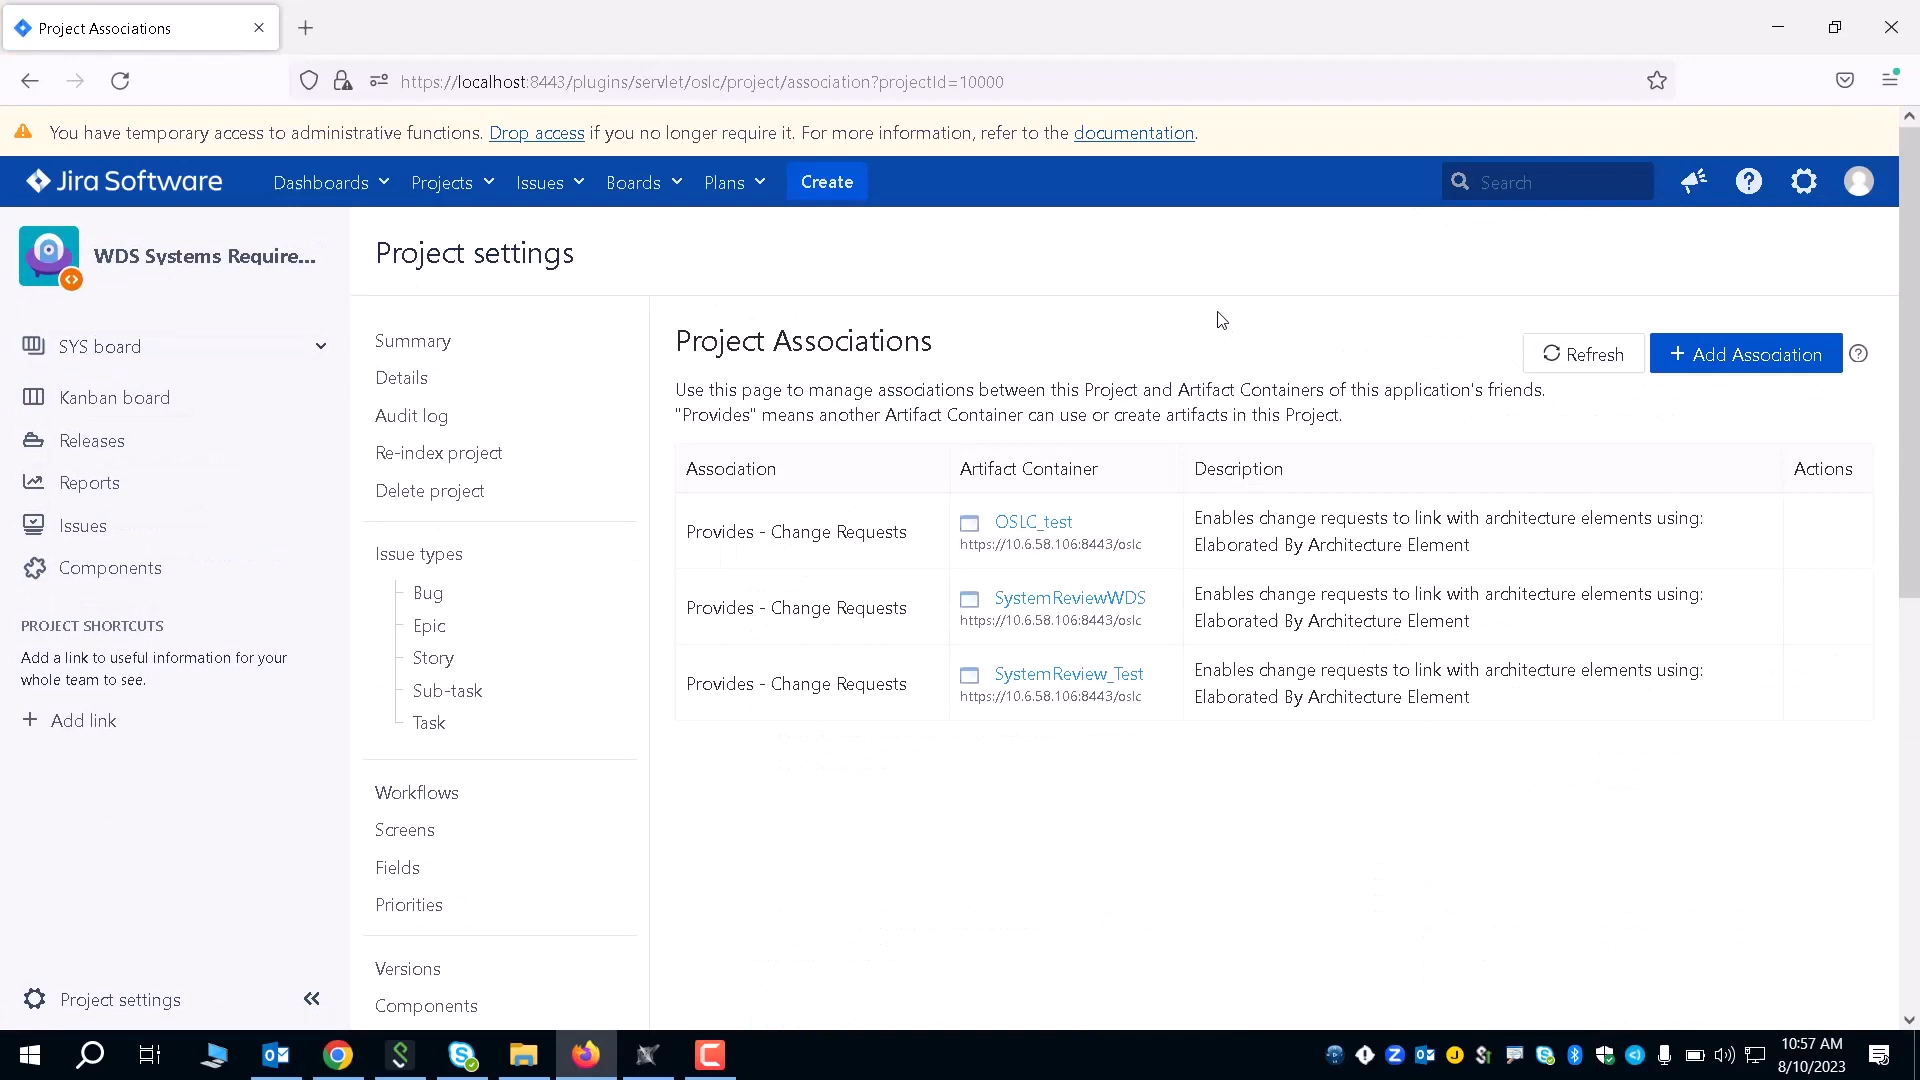 Project Associations
https://localhost:8443/plugins/servlet/oslc/project/association?projectId=10000
You have temporary access to administrative functions. Drop access if you no longer require it. For more information, refer to the documentation.
Jira Software Dashboards Projects Issues Boards Plans Create Search
WDS Systems Require...
SYS board
Kanban board
Releases
Reports
Issues
Components
PROJECT SHORTCUTS
Add a link to useful information for your
whole team to see.
+ Add link
Project settings
Project settings
Summary
Details
Audit log
Re-index project
Delete project
Issue types
Bug
Epic
Story
Sub-task
Task
Workflows
Screens
Fields
Priorities
Versions
Components
Project Associations
Refresh + Add Association
Use this page to manage associations between this Project and Artifact Containers of this application's friends.
"Provides" means another Artifact Container can use or create artifacts in this Project.
Association Artifact Container Description Actions
Provides - Change Requests
OSLC_test
https://10.6.58.106:8443/oslc
Enables change requests to link with architecture elements using:
Elaborated By Architecture Element
Provides - Change Requests
SystemReviewWDS
https://10.6.58.106:8443/oslc
Enables change requests to link with architecture elements using:
Elaborated By Architecture Element
Provides - Change Requests
SystemReview_Test
https://10.6.58.106:8443/oslc
Enables change requests to link with architecture elements using:
Elaborated By Architecture Element
10:57 AM
8/10/2023